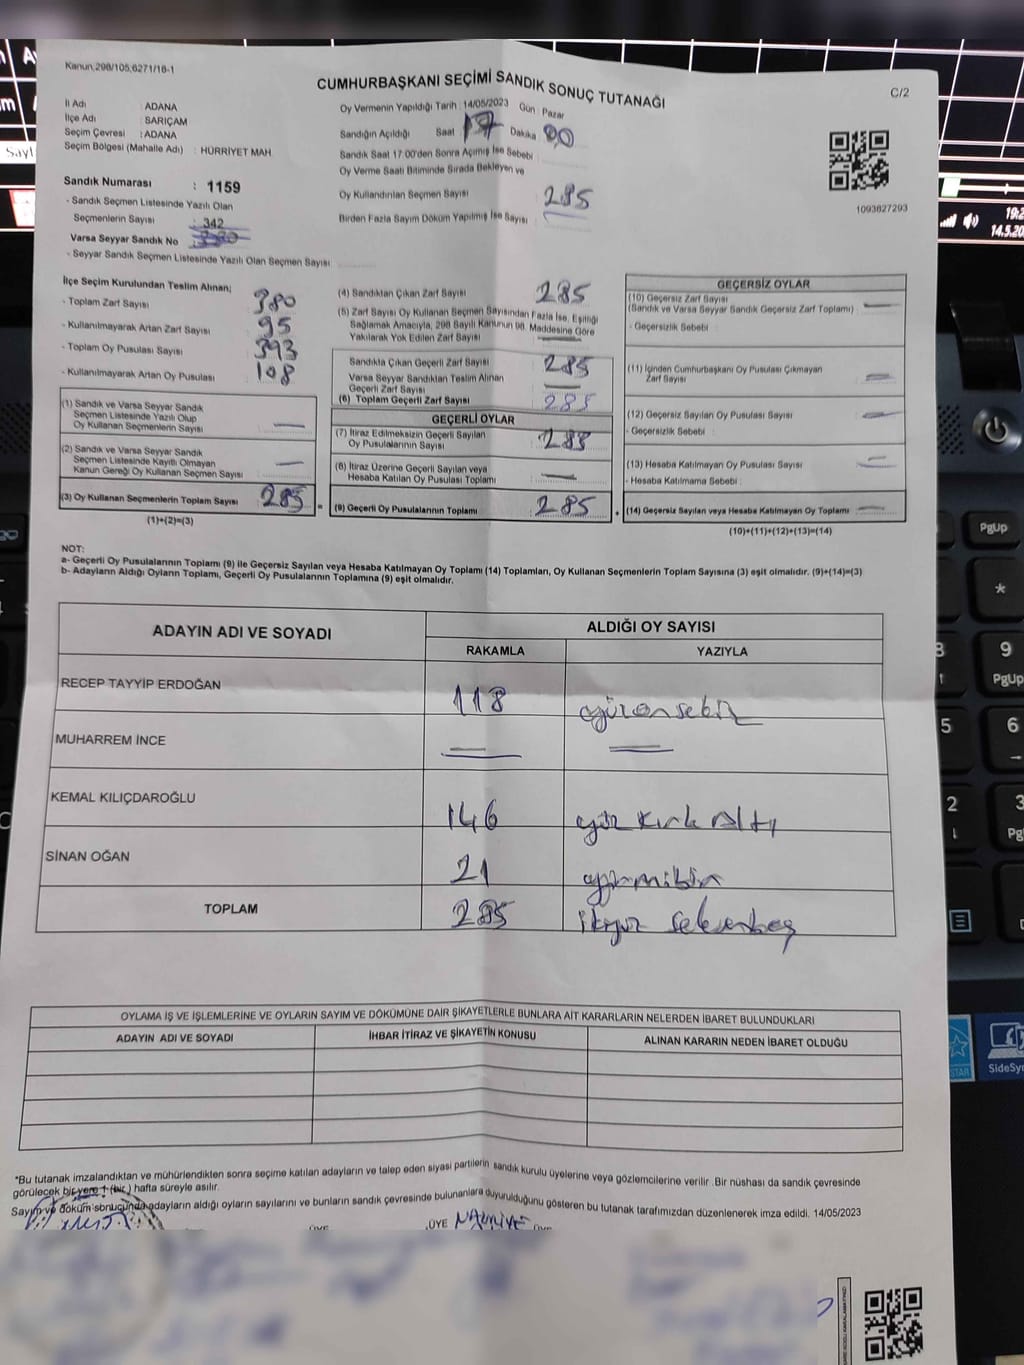 Kanun,298/105,6271/16-1
CUMHURBAŞKANI SEÇİMİ SANDIK SONUÇ TUTANAĞI
C/2
İl Adı : ADANA
İlçe Adı : SARIÇAM
Seçim Çevresi : ADANA
Seçim Bölgesi (Mahalle Adı) : HÜRRİYET MAH.
Oy Vermenin Yapıldığı Tarih : 14/05/2023 Gün : Pazar
Sandığın Açıldığı Saat 17 Dakika 00
Sandık Saat 17:00'den Sonra Açılmış İse Sebebi :
Oy Verme Saati Bitiminde Sırada Bekleyen ve
Oy Kullandırılan Seçmen Sayısı 285
Birden Fazla Sayım Döküm Yapılmış İse Sayısı :
1093627293
Sandık Numarası : 1159
- Sandık Seçmen Listesinde Yazılı Olan
Seçmenlerin Sayısı : 342
Varsa Seyyar Sandık No
- Seyyar Sandık Seçmen Listesinde Yazılı Olan Seçmen Sayısı
İlçe Seçim Kurulundan Teslim Alınan;
- Toplam Zarf Sayısı : 380
- Kullanılmayarak Artan Zarf Sayısı : 95
- Toplam Oy Pusulası Sayısı : 393
- Kullanılmayarak Artan Oy Pusulası : 108
(1) Sandık ve Varsa Seyyar Sandık
Seçmen Listesinde Yazılı Olup
Oy Kullanan Seçmenlerin Sayısı —
(2) Sandık ve Varsa Seyyar Sandık
Seçmen Listesinde Kayıtlı Olmayan
Kanun Gereği Oy Kullanan Seçmen Sayısı —
(3) Oy Kullanan Seçmenlerin Toplam Sayısı 285
(1)+(2)=(3)
(4) Sandıktan Çıkan Zarf Sayısı 285
(5) Zarf Sayısı Oy Kullanan Seçmen Sayısından Fazla İse, Eşitliği
Sağlamak Amacıyla, 298 Sayılı Kanunun 98. Maddesine Göre
Yakılarak Yok Edilen Zarf Sayısı —
Sandıkta Çıkan Geçerli Zarf Sayısı 285
Varsa Seyyar Sandıktan Teslim Alınan
Geçerli Zarf Sayısı —
(6) Toplam Geçerli Zarf Sayısı 285
GEÇERLİ OYLAR
(7) İtiraz Edilmeksizin Geçerli Sayılan
Oy Pusulalarının Sayısı 285
(8) İtiraz Üzerine Geçerli Sayılan veya
Hesaba Katılan Oy Pusulası Toplamı —
(9) Geçerli Oy Pusulalarının Toplamı 285
GEÇERSİZ OYLAR
(10) Geçersiz Zarf Sayısı
(Sandık ve Varsa Seyyar Sandık Geçersiz Zarf Toplamı) : —
- Geçersizlik Sebebi :
(11) İçinden Cumhurbaşkanı Oy Pusulası Çıkmayan
Zarf Sayısı —
(12) Geçersiz Sayılan Oy Pusulası Sayısı —
- Geçersizlik Sebebi :
(13) Hesaba Katılmayan Oy Pusulası Sayısı —
- Hesaba Katılmama Sebebi :
(14) Geçersiz Sayılan veya Hesaba Katılmayan Oy Toplamı —
(10)+(11)+(12)+(13)=(14)
NOT:
a- Geçerli Oy Pusulalarının Toplamı (9) ile Geçersiz Sayılan veya Hesaba Katılmayan Oy Toplamı (14) Toplamları, Oy Kullanan Seçmenlerin Toplam Sayısına (3) eşit olmalıdır. (9)+(14)=(3)
b- Adayların Aldığı Oyların Toplamı, Geçerli Oy Pusulalarının Toplamına (9) eşit olmalıdır.
ADAYIN ADI VE SOYADI ALDIĞI OY SAYISI
RAKAMLA YAZIYLA
RECEP TAYYİP ERDOĞAN 118 yüzonsekiz
MUHARREM İNCE — —
KEMAL KILIÇDAROĞLU 146 yüz kırk altı
SİNAN OĞAN 21 yirmibir
TOPLAM 285 ikiyüz seksenbeş
OYLAMA İŞ VE İŞLEMLERİNE VE OYLARIN SAYIM VE DÖKÜMÜNE DAİR ŞİKAYETLERLE BUNLARA AİT KARARLARIN NELERDEN İBARET BULUNDUKLARI
ADAYIN ADI VE SOYADI İHBAR İTİRAZ VE ŞİKAYETİN KONUSU ALINAN KARARIN NEDEN İBARET OLDUĞU
*Bu tutanak imzalandıktan ve mühürlendikten sonra seçime katılan adayların ve talep eden siyasi partilerin sandık kurulu üyelerine veya gözlemcilerine verilir. Bir nüshası da sandık çevresinde
görülecek bir yere 1 (bir) hafta süreyle asılır.
Sayım ve döküm sonucunda adayların aldığı oyların sayılarını ve bunların sandık çevresinde bulunanlara duyurulduğunu gösteren bu tutanak tarafımızdan düzenlenerek imza edildi. 14/05/2023
ÜYE ÜYE NAZMİYE ÜYE
PgUp
9
PgUp
5
6
2
3
SideSy
STAR